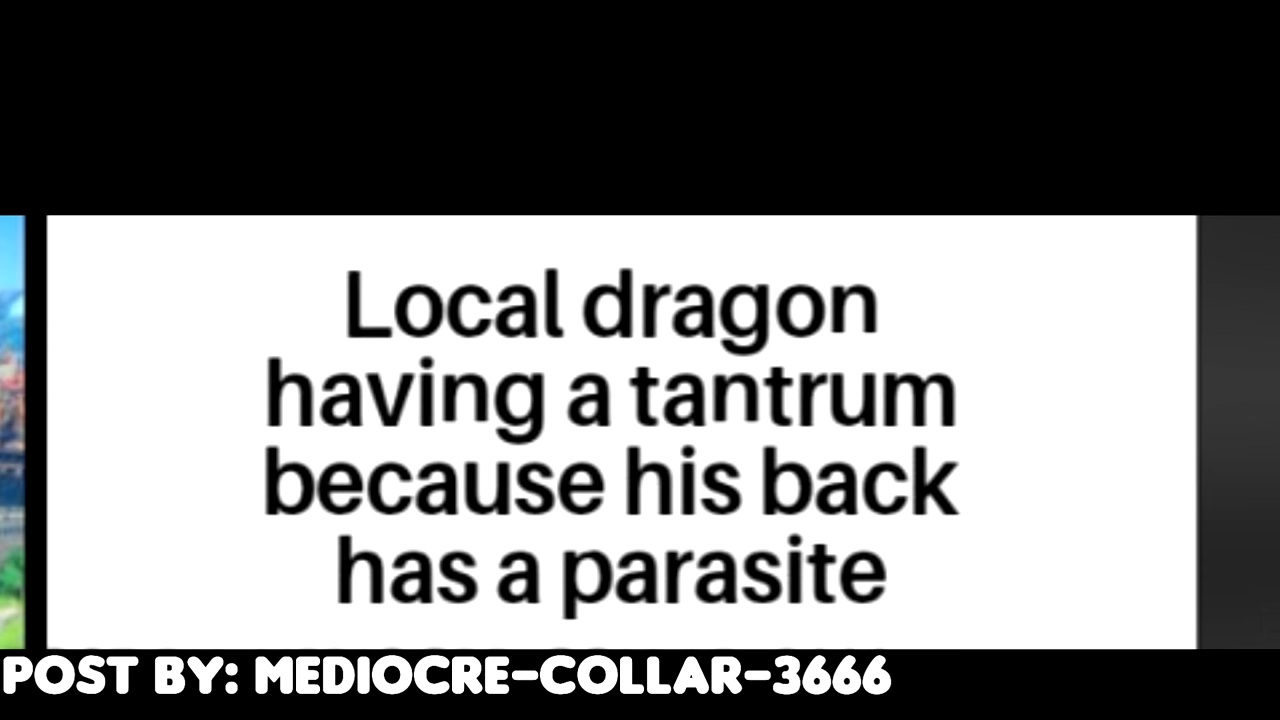 Local dragon
having a tantrum
because his back
has a parasite
POST BY: MEDIOCRE-COLLAR-3666